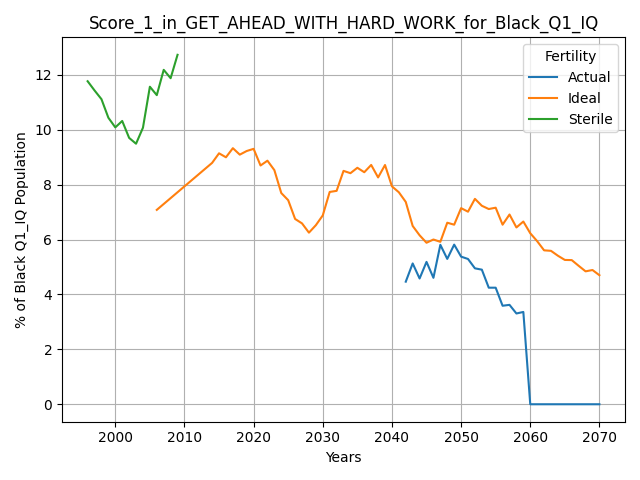 Score_1_in_GET_AHEAD_WITH_HARD_WORK_for_Black_Q1_IQ
Fertility
Actual
Ideal
Sterile
% of Black Q1_IQ Population
12
10
8
6
4
2
0
2000 2010 2020 2030 2040 2050 2060 2070
Years